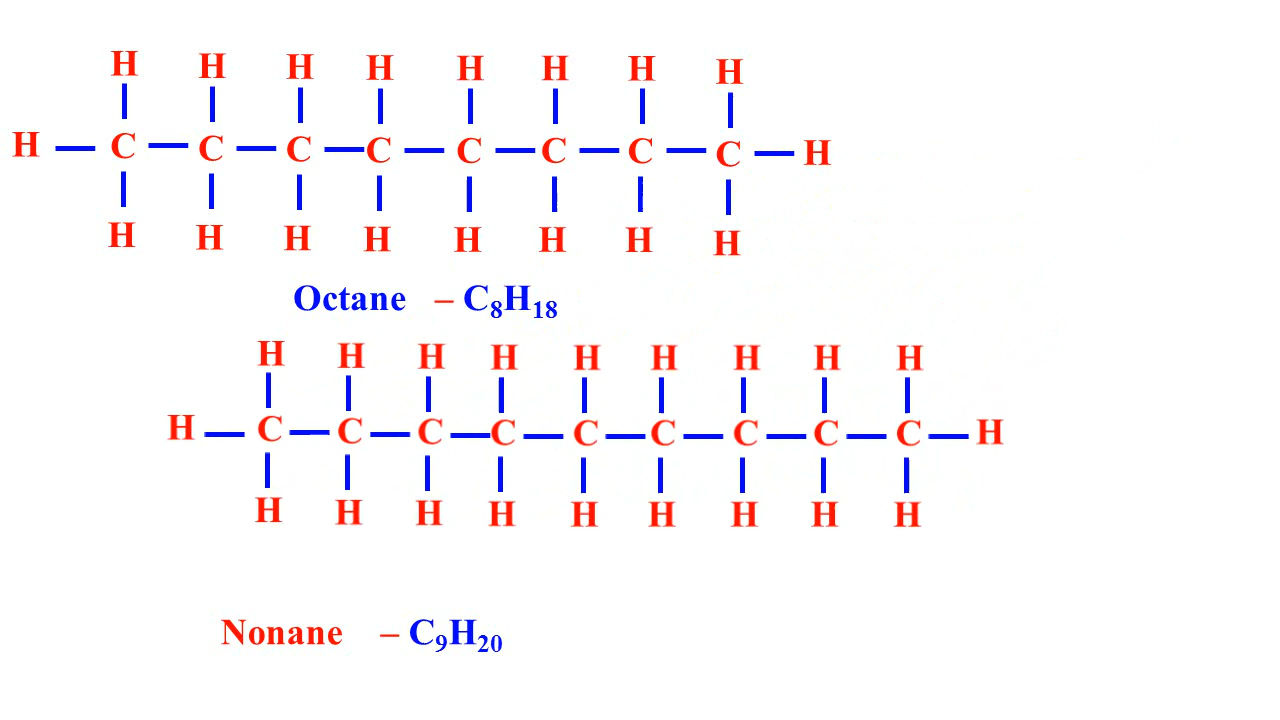 H H H H H H H H
H — C — C — C — C — C — C — C — C — H
H H H H H H H H
Octane – C₈H₁₈
H H H H H H H H H
H — C — C — C — C — C — C — C — C — C — H
H H H H H H H H H
Nonane – C₉H₂₀